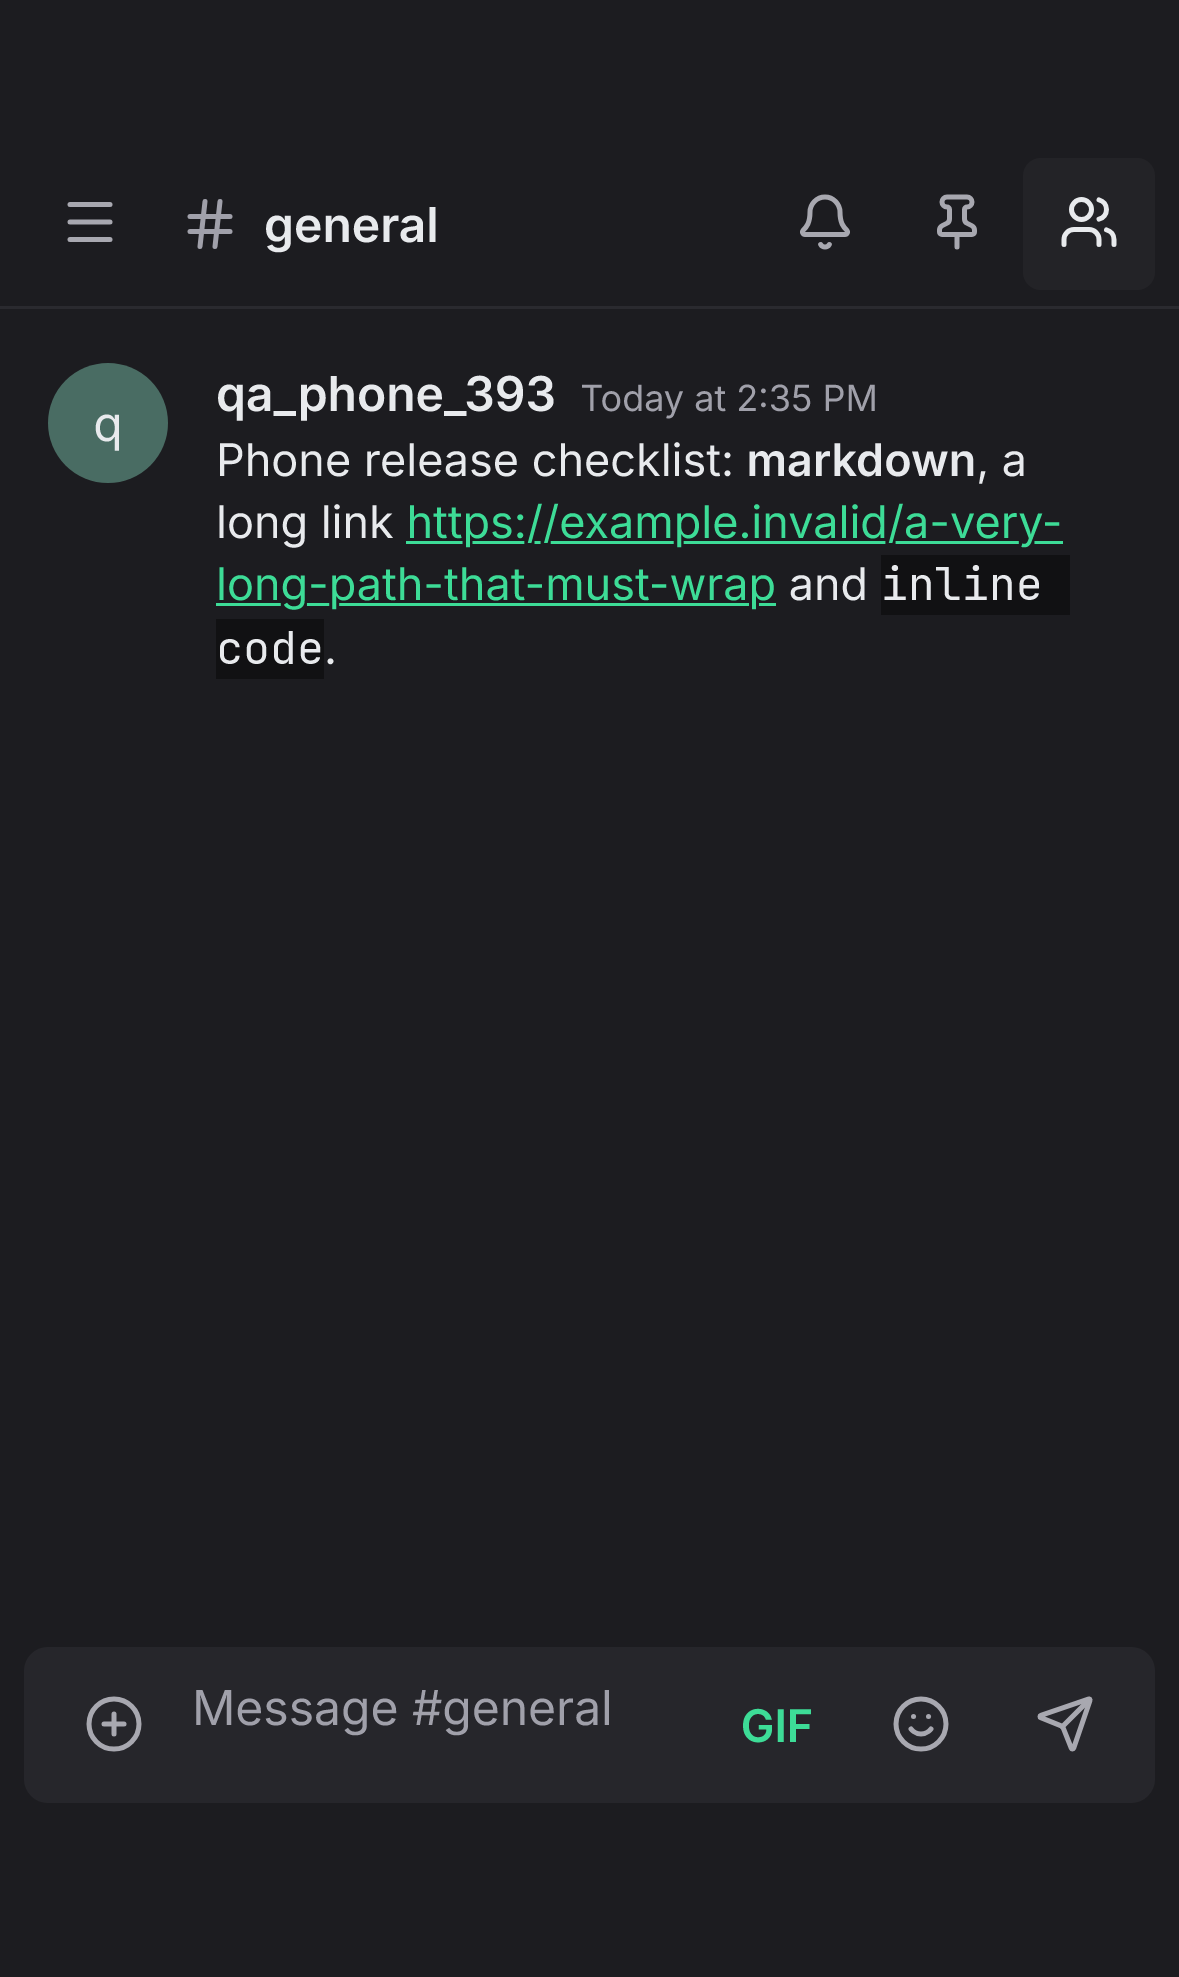 # general
q
qa_phone_393 Today at 2:35 PM
Phone release checklist: markdown, a
long link https://example.invalid/a-very-
long-path-that-must-wrap and inline
code.
Message #general
GIF